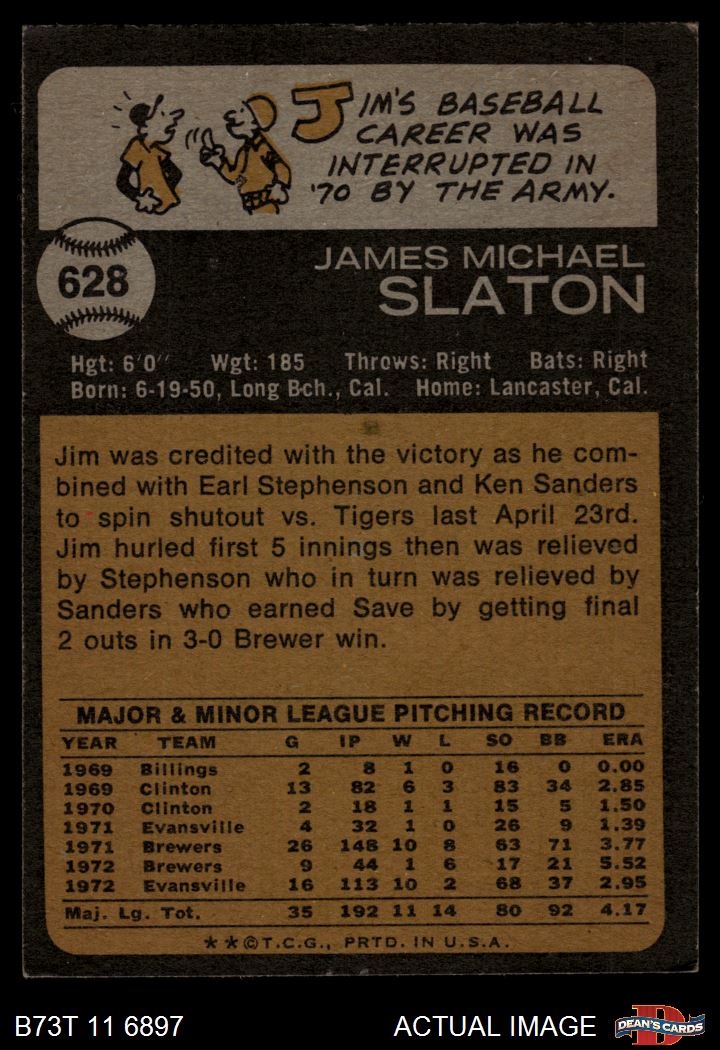 JIM'S BASEBALL
CAREER WAS
INTERRUPTED IN
'70 BY THE ARMY.
628
JAMES MICHAEL
SLATON
Hgt: 6'0" Wgt: 185 Throws: Right Bats: Right
Born: 6-19-50, Long Bch., Cal. Home: Lancaster, Cal.
Jim was credited with the victory as he com-
bined with Earl Stephenson and Ken Sanders
to spin shutout vs. Tigers last April 23rd.
Jim hurled first 5 innings then was relieved
by Stephenson who in turn was relieved by
Sanders who earned Save by getting final
2 outs in 3-0 Brewer win.
MAJOR & MINOR LEAGUE PITCHING RECORD
YEAR TEAM G IP W L SO BB ERA
1969 Billings 2 8 1 0 16 0 0.00
1969 Clinton 13 82 6 3 83 34 2.85
1970 Clinton 2 18 1 1 15 5 1.50
1971 Evansville 4 32 1 0 26 9 1.39
1971 Brewers 26 148 10 8 63 71 3.77
1972 Brewers 9 44 1 6 17 21 5.52
1972 Evansville 16 113 10 2 68 37 2.95
Maj. Lg. Tot. 35 192 11 14 80 92 4.17
★★©T.C.G., PRTD. IN U.S.A.
B73T 11 6897 ACTUAL IMAGE DEAN'S CARDS